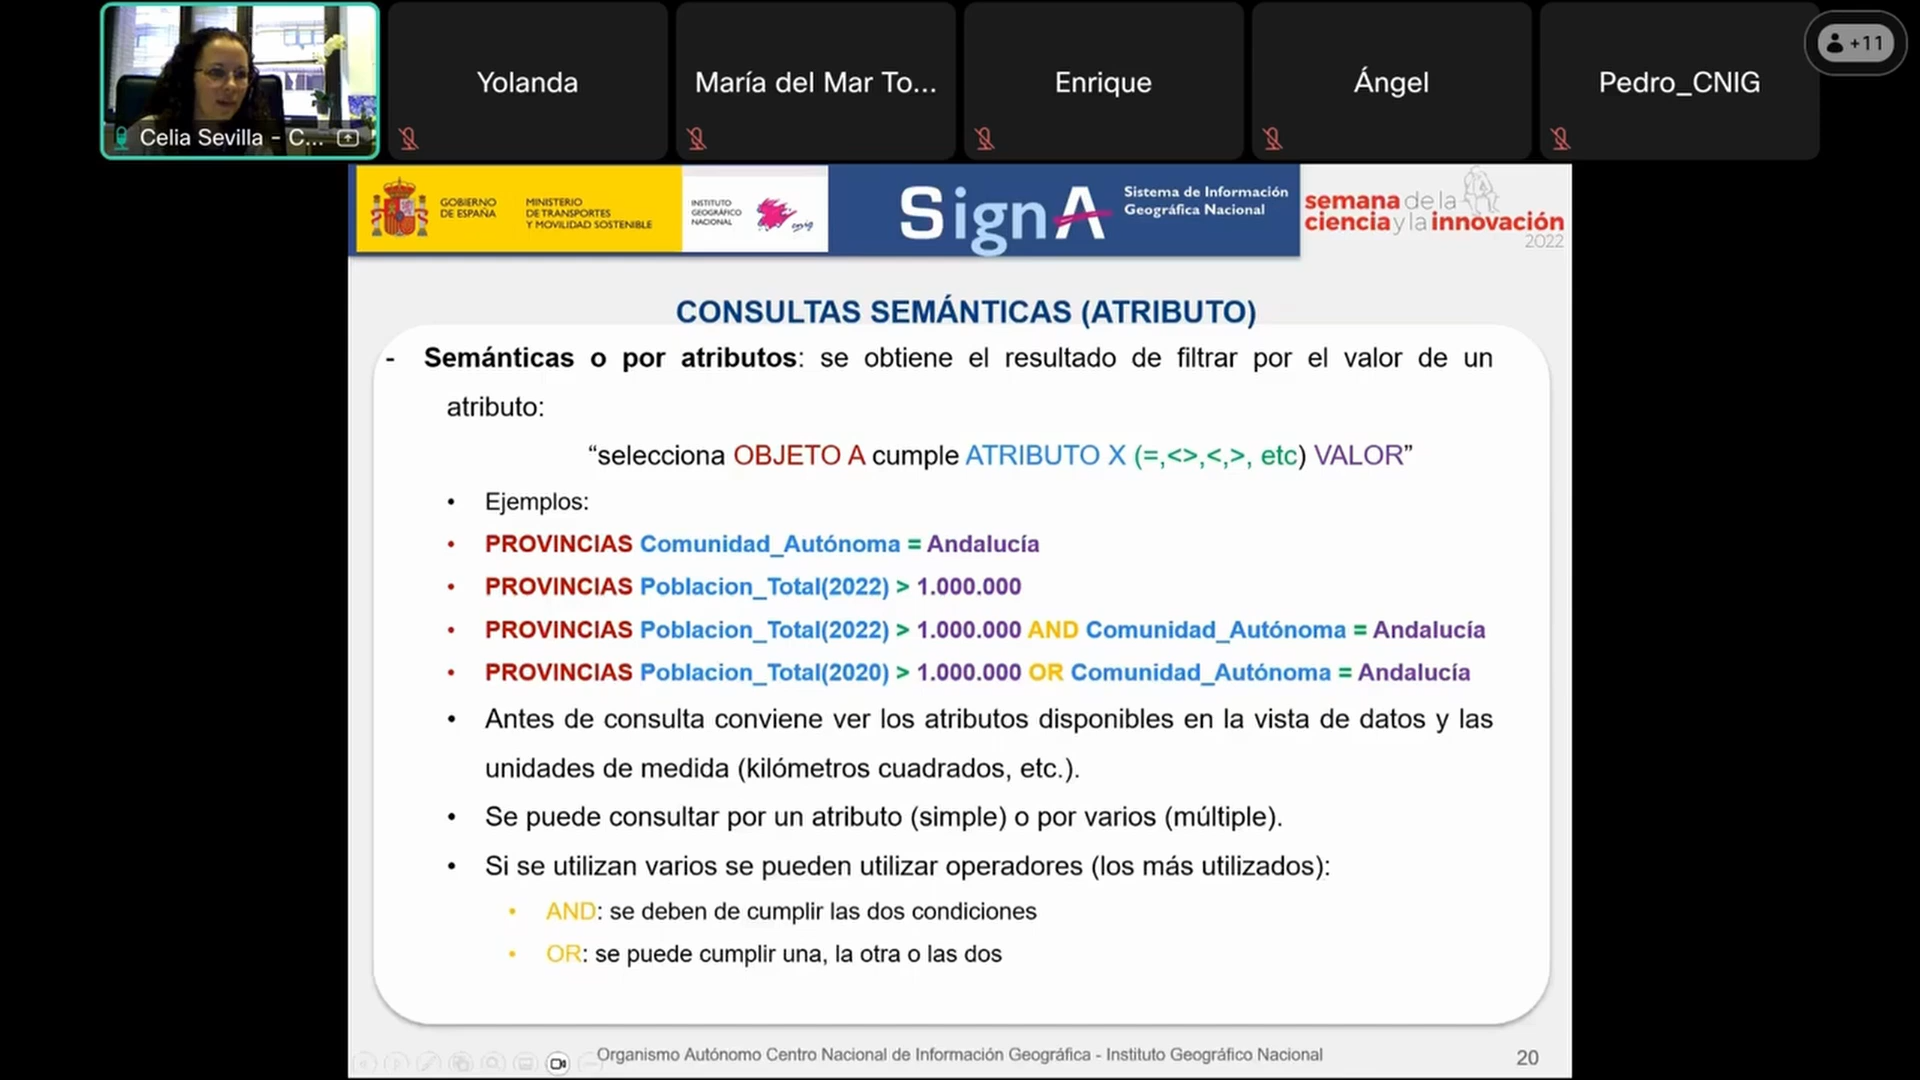 Celia Sevilla - C...
Yolanda
María del Mar To...
Enrique
Ángel
Pedro_CNIG
+11
GOBIERNO
DE ESPAÑA
MINISTERIO
DE TRANSPORTES
Y MOVILIDAD SOSTENIBLE
INSTITUTO
GEOGRÁFICO
NACIONAL
cnig
SignA
Sistema de Información
Geográfica Nacional
semana de la
ciencia y la innovación
2022
CONSULTAS SEMÁNTICAS (ATRIBUTO)
- Semánticas o por atributos: se obtiene el resultado de filtrar por el valor de un
atributo:
“selecciona OBJETO A cumple ATRIBUTO X (=,<>,<,>, etc) VALOR”
• Ejemplos:
• PROVINCIAS Comunidad_Autónoma = Andalucía
• PROVINCIAS Poblacion_Total(2022) > 1.000.000
• PROVINCIAS Poblacion_Total(2022) > 1.000.000 AND Comunidad_Autónoma = Andalucía
• PROVINCIAS Poblacion_Total(2020) > 1.000.000 OR Comunidad_Autónoma = Andalucía
• Antes de consulta conviene ver los atributos disponibles en la vista de datos y las
unidades de medida (kilómetros cuadrados, etc.).
• Se puede consultar por un atributo (simple) o por varios (múltiple).
• Si se utilizan varios se pueden utilizar operadores (los más utilizados):
• AND: se deben de cumplir las dos condiciones
• OR: se puede cumplir una, la otra o las dos
Organismo Autónomo Centro Nacional de Información Geográfica - Instituto Geográfico Nacional
20